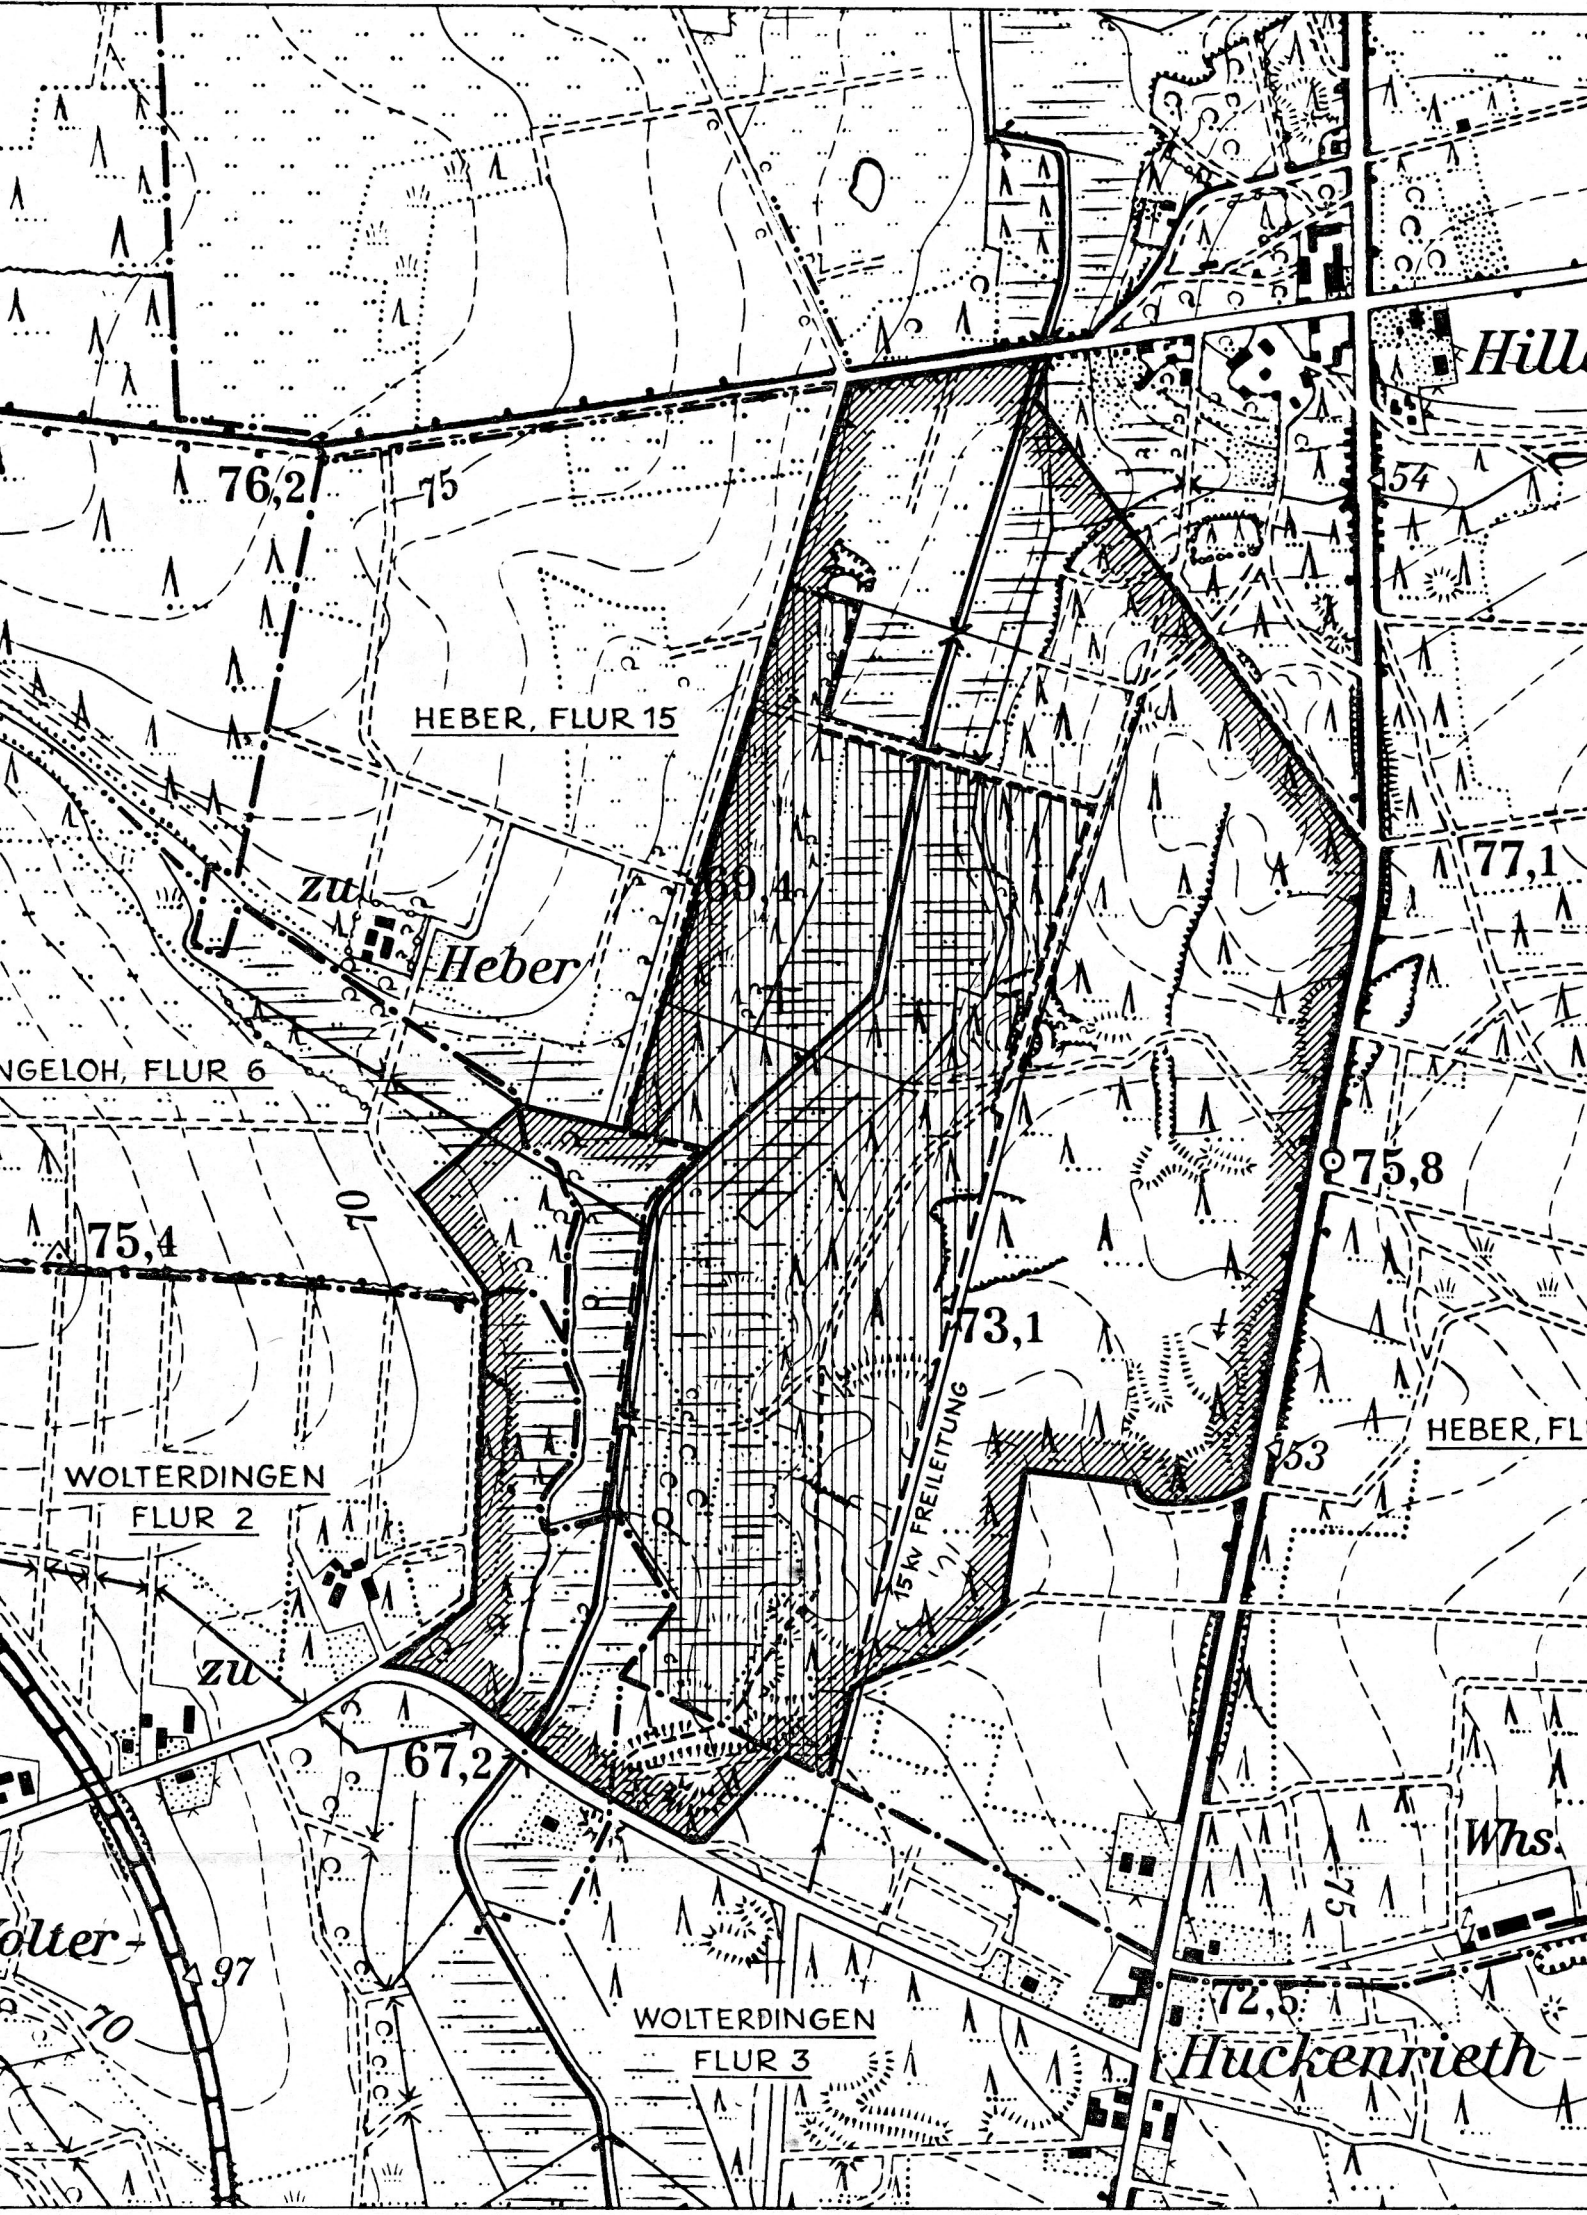 Hill
76,2
75
54
HEBER, FLUR 15
77,1
zu
69,4
Heber
NGELOH, FLUR 6
75,8
70
75,4
73,1
15 kv FREILEITUNG
HEBER, FL
53
WOLTERDINGEN
FLUR 2
zu
67,2
Whs.
75
olter-
97
72,5
70
WOLTERDINGEN
FLUR 3
Huckenrieth